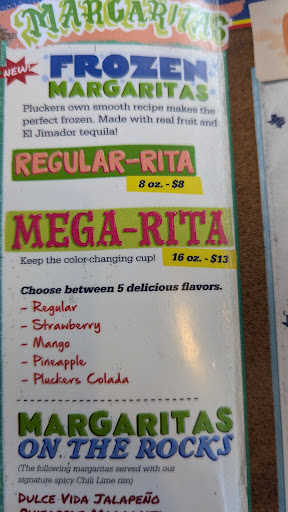 MARGARITAS
NEW!
FROZEN
MARGARITAS
Pluckers own smooth recipe makes the
perfect frozen. Made with real fruit and
El Jimador tequila!
REGULAR-RITA
8 oz. - $8
MEGA-RITA
Keep the color-changing cup! 16 oz. - $13
Choose between 5 delicious flavors.
- Regular
- Strawberry
- Mango
- Pineapple
- Pluckers Colada
MARGARITAS
ON THE ROCKS
(The following margaritas served with our
signature spicy Chili Lime rim)
DULCE VIDA JALAPEÑO